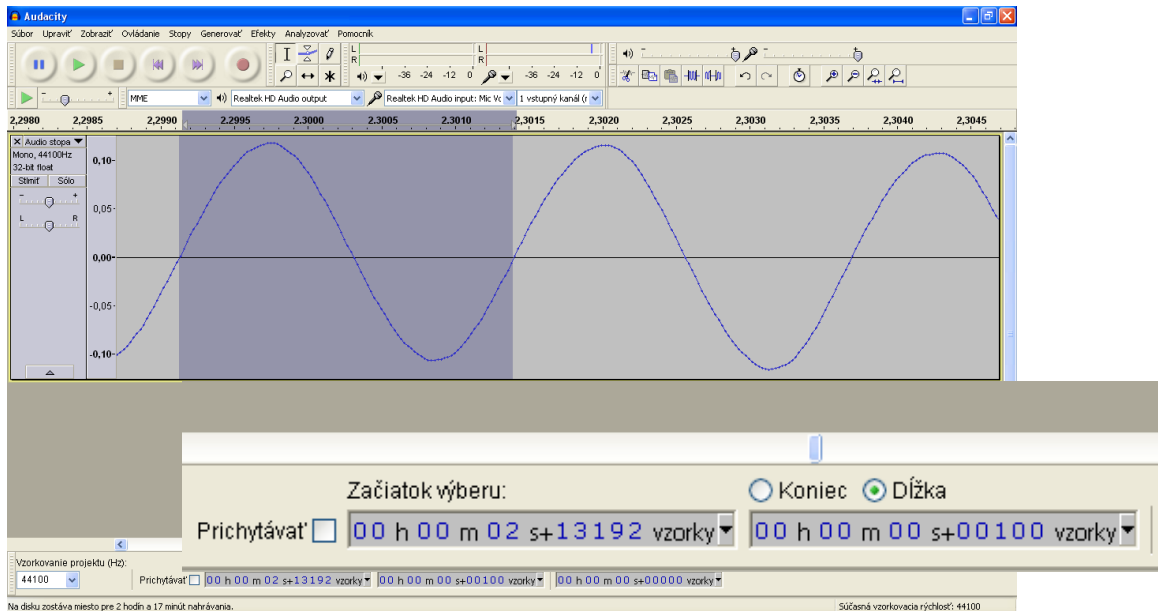 Audacity
Súbor Upraviť Zobraziť Ovládanie Stopy Generovať Efekty Analyzovať Pomocník
L R -36 -24 -12 0 L R -36 -24 -12 0
MME Realtek HD Audio output Realtek HD Audio input: Mic Vc 1 vstupný kanál (r
2,2980 2,2985 2,2990 2.2995 2.3000 2.3005 2.3010 2,3015 2,3020 2,3025 2,3030 2,3035 2,3040 2,3045
Audio stopa
Mono, 44100Hz
32-bit float
Stlmiť Sólo
- +
L R
0,10-
0,05-
0,00-
-0,05-
-0,10-
Začiatok výberu: Koniec Dĺžka
Prichytávať 00 h 00 m 02 s+13192 vzorky 00 h 00 m 00 s+00100 vzorky
Vzorkovanie projektu (Hz):
44100 Prichytávať 00 h 00 m 02 s+13192 vzorky 00 h 00 m 00 s+00100 vzorky 00 h 00 m 00 s+00000 vzorky
Na disku zostáva miesto pre 2 hodín a 17 minút nahrávania. Súčasná vzorkovacia rýchlosť: 44100